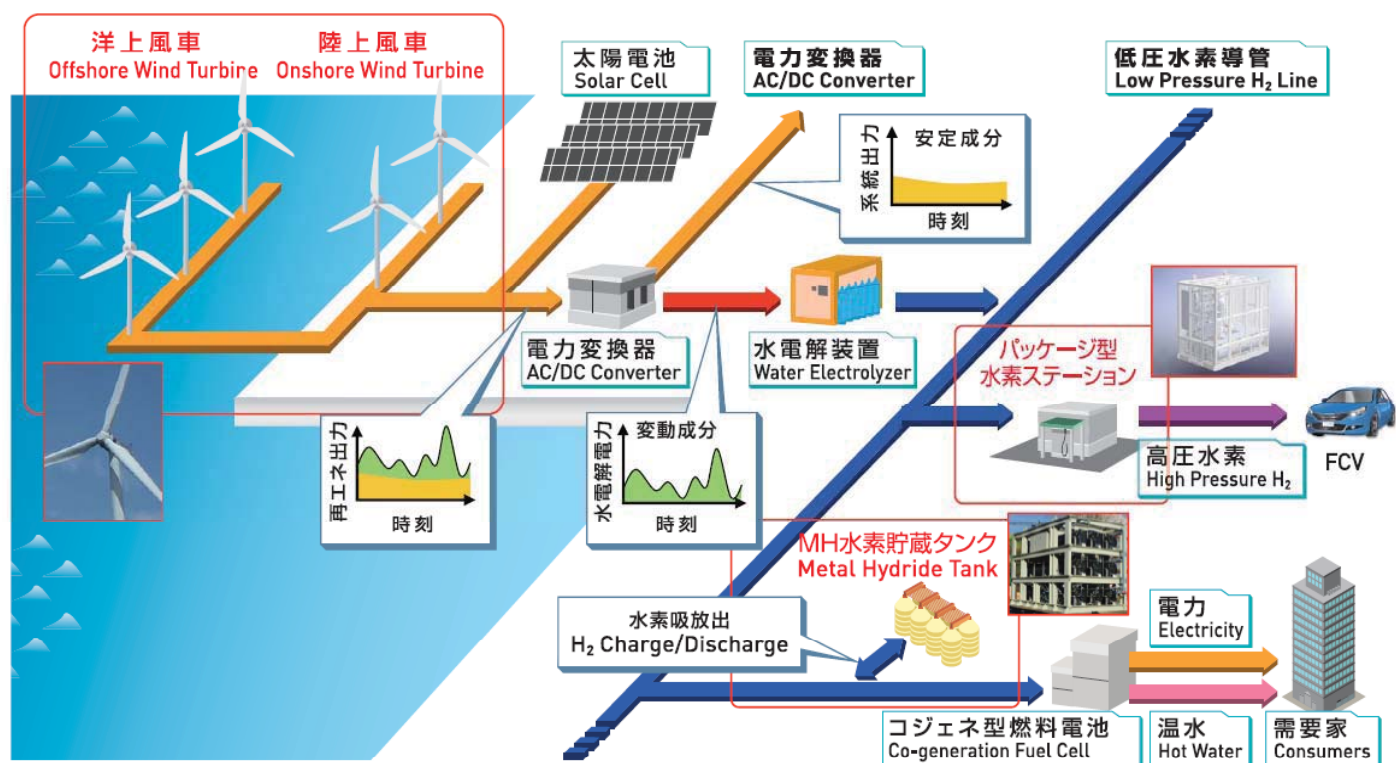 洋上風車
Offshore Wind Turbine
陸上風車
Onshore Wind Turbine
太陽電池
Solar Cell
電力変換器
AC/DC Converter
低圧水素導管
Low Pressure H₂ Line
系統出力
安定成分
時刻
電力変換器
AC/DC Converter
水電解装置
Water Electrolyzer
パッケージ型
水素ステーション
再エネ出力
時刻
水電解電力
変動成分
時刻
高圧水素
High Pressure H₂
FCV
MH水素貯蔵タンク
Metal Hydride Tank
水素吸放出
H₂ Charge/Discharge
電力
Electricity
コジェネ型燃料電池
Co-generation Fuel Cell
温水
Hot Water
需要家
Consumers